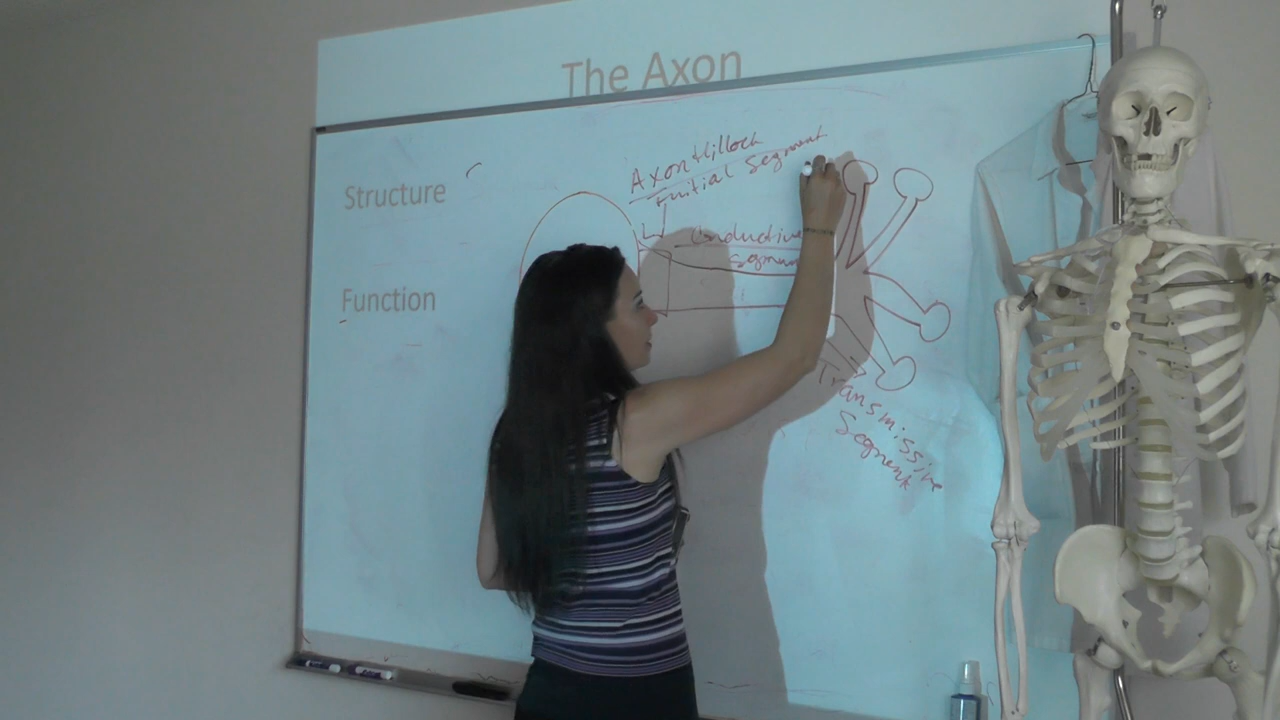 The Axon
Structure
Function
Axon Hillock
Initial Segment
Conductive
Segment
Transmissive
Segment